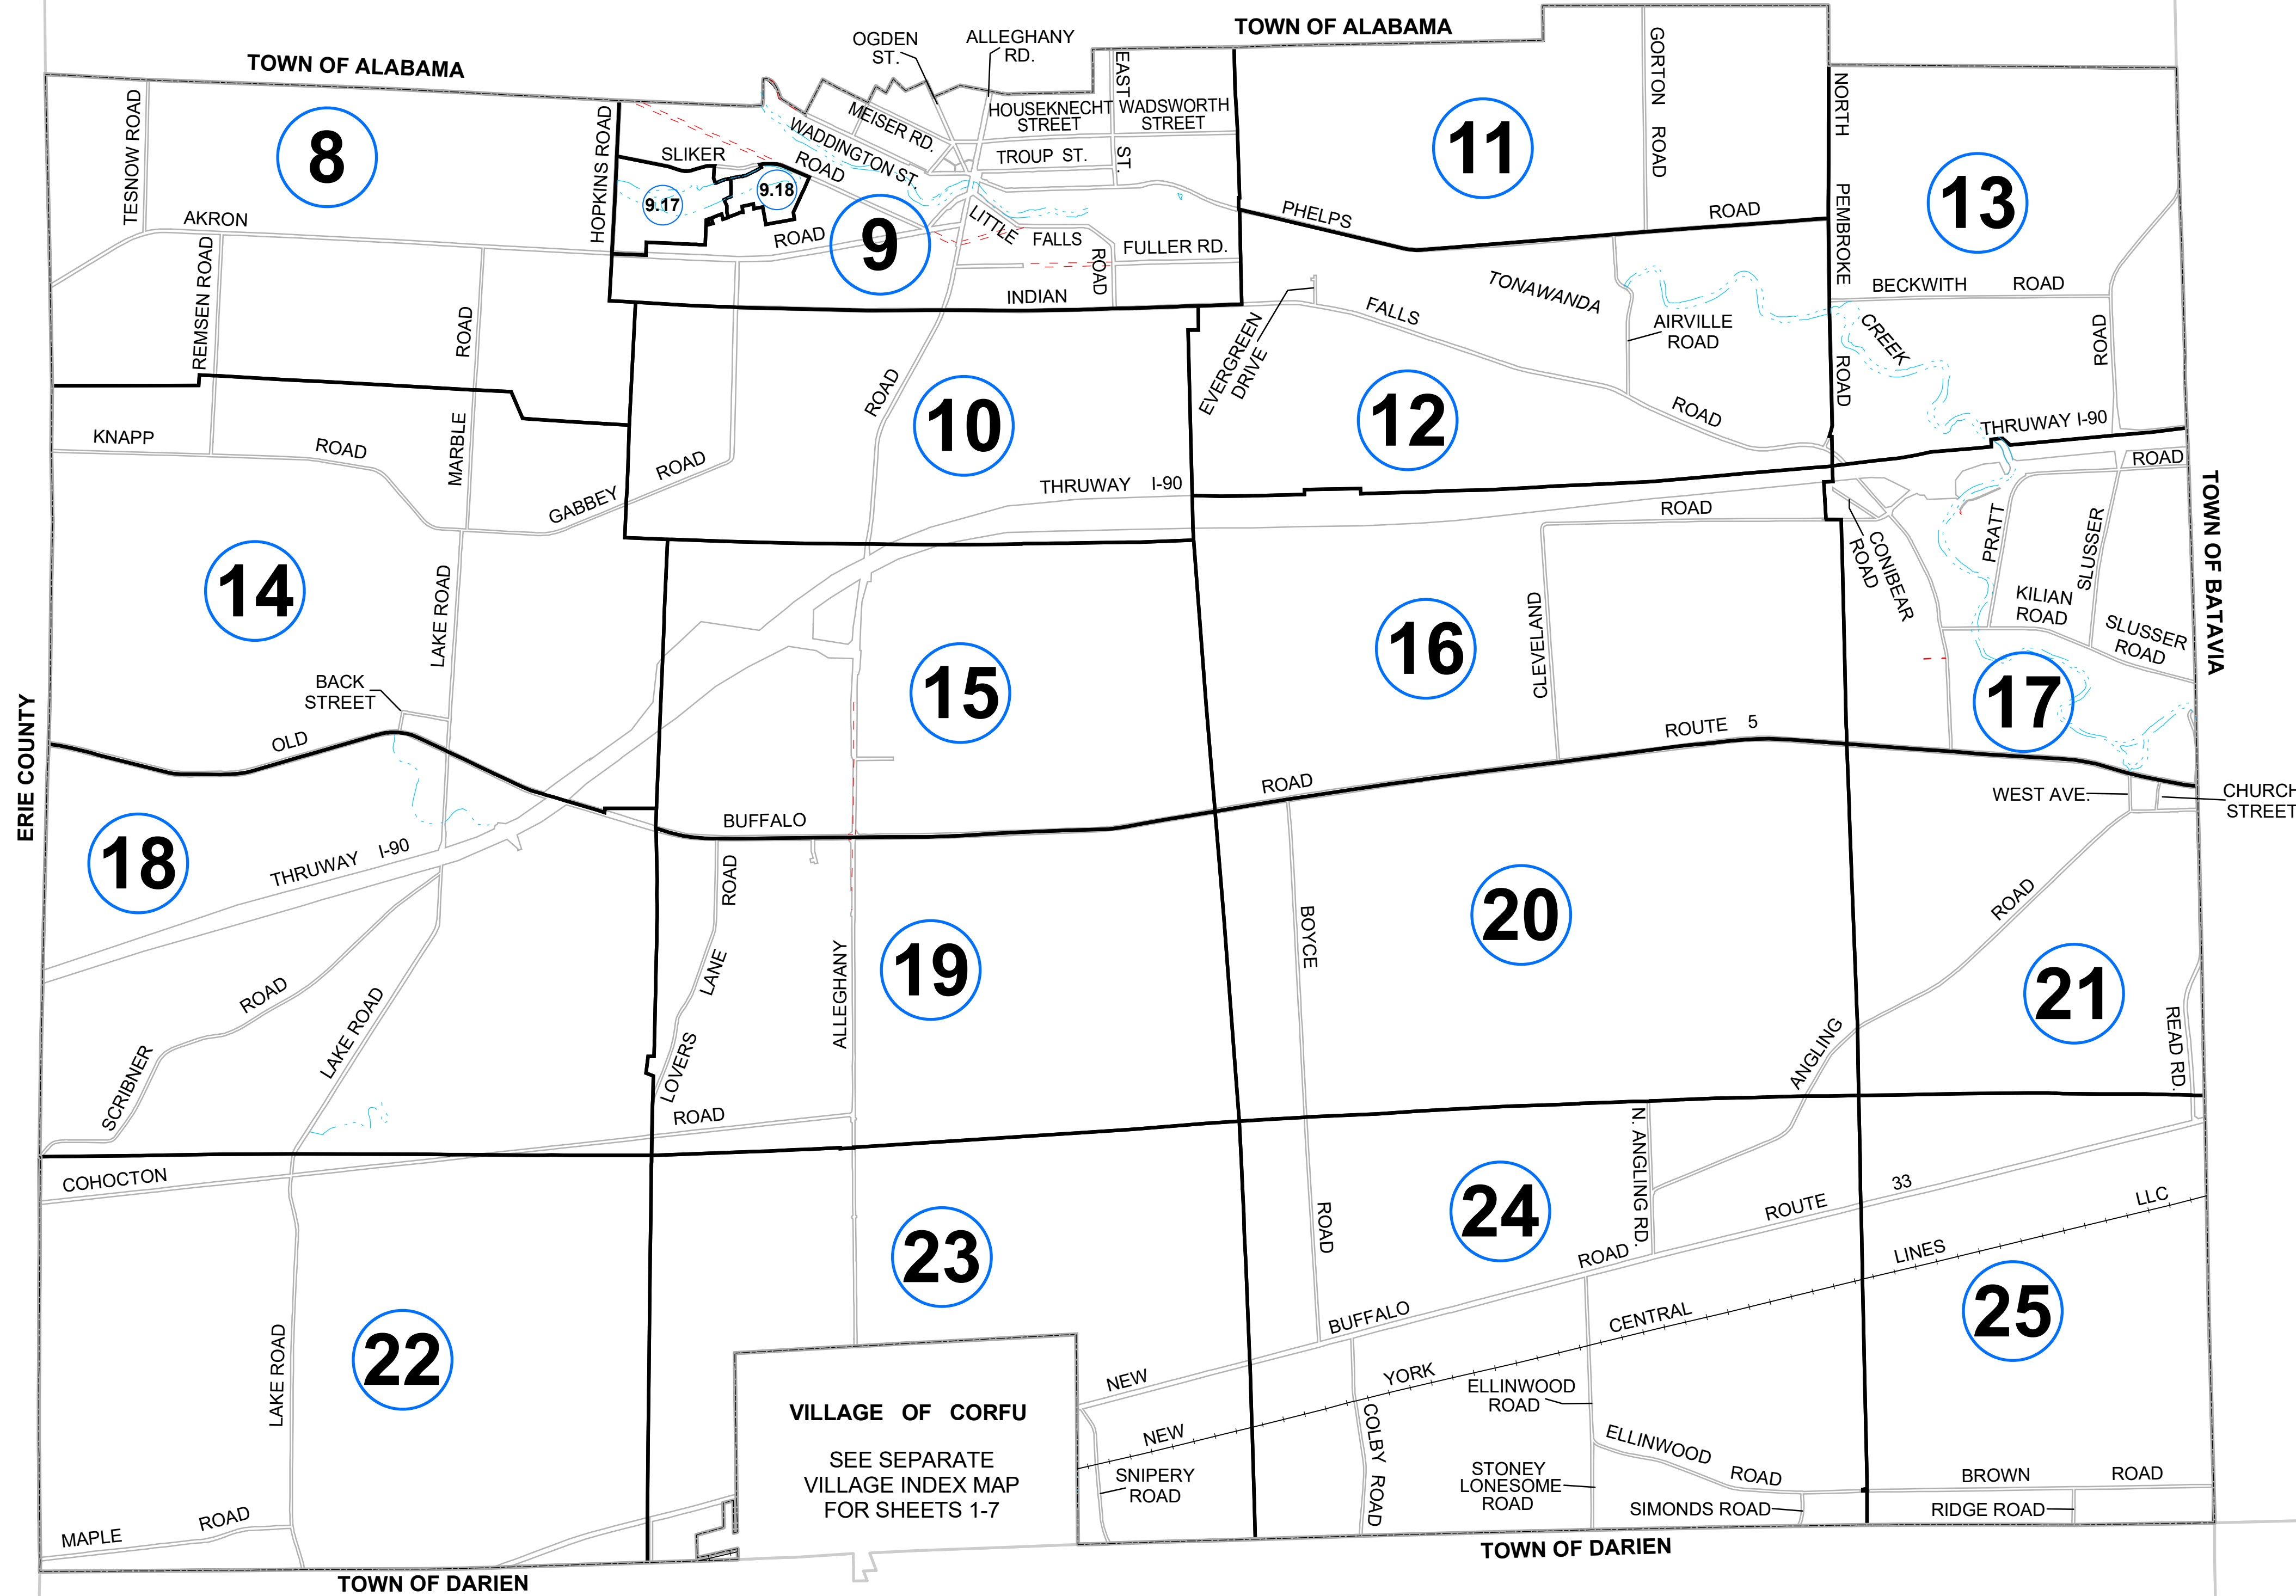 TOWN OF ALABAMA
TOWN OF ALABAMA
OGDEN
ST.
ALLEGHANY
RD.
TESNOW ROAD
8
AKRON
REMSEN ROAD
ROAD
MARBLE
HOPKINS ROAD
SLIKER
ROAD
9.17
9.18
MEISER RD.
WADDINGTON ST.
HOUSEKNECHT
STREET
WADSWORTH
STREET
EAST
ST.
TROUP ST.
ROAD
9
LITTLE
FALLS
ROAD
FULLER RD.
INDIAN
11
GORTON
ROAD
PHELPS
ROAD
NORTH
PEMBROKE
ROAD
13
BECKWITH
ROAD
ROAD
TONAWANDA
CREEK
AIRVILLE
ROAD
EVERGREEN
DRIVE
FALLS
ROAD
12
THRUWAY I-90
KNAPP
ROAD
GABBEY
ROAD
ROAD
10
THRUWAY I-90
14
LAKE ROAD
BACK
STREET
OLD
15
ROAD
16
CLEVELAND
ROUTE 5
CONIBEAR
ROAD
PRATT
SLUSSER
ROAD
KILIAN
ROAD
SLUSSER
ROAD
17
TOWN OF BATAVIA
ERIE COUNTY
18
THRUWAY I-90
BUFFALO
ROAD
WEST AVE.
CHURCH
STREET
ROAD
LANE
LOVERS
ALLEGHANY
19
BOYCE
20
ROAD
ANGLING
21
READ RD.
ROAD
SCRIBNER
LAKE ROAD
ROAD
COHOCTON
22
LAKE ROAD
MAPLE
ROAD
23
VILLAGE OF CORFU
SEE SEPARATE
VILLAGE INDEX MAP
FOR SHEETS 1-7
ROAD
24
N. ANGLING RD.
ROUTE
33
ROAD
BUFFALO
NEW
NEW
YORK
CENTRAL
LINES
LLC
25
SNIPERY
ROAD
COLBY ROAD
ELLINWOOD
ROAD
STONEY
LONESOME
ROAD
ELLINWOOD
ROAD
SIMONDS ROAD
BROWN
ROAD
RIDGE ROAD
TOWN OF DARIEN
TOWN OF DARIEN